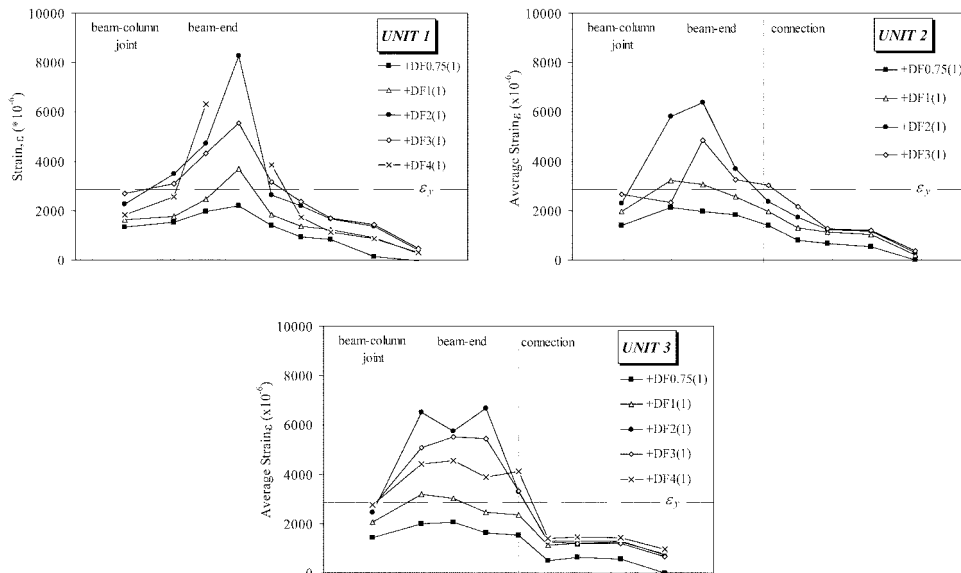 10000
8000
6000
4000
2000
0
Strain, ε (*10⁻⁶)
beam-column
joint
beam-end
UNIT 1
+DF0.75(1)
+DF1(1)
+DF2(1)
+DF3(1)
+DF4(1)
εy
10000
8000
6000
4000
2000
0
Average Strain, ε (x10⁻⁶)
beam-column
joint
beam-end
connection
UNIT 2
+DF0.75(1)
+DF1(1)
+DF2(1)
+DF3(1)
εy
10000
8000
6000
4000
2000
0
Average Strain, ε (x10⁻⁶)
beam-column
joint
beam-end
connection
UNIT 3
+DF0.75(1)
+DF1(1)
+DF2(1)
+DF3(1)
+DF4(1)
εy